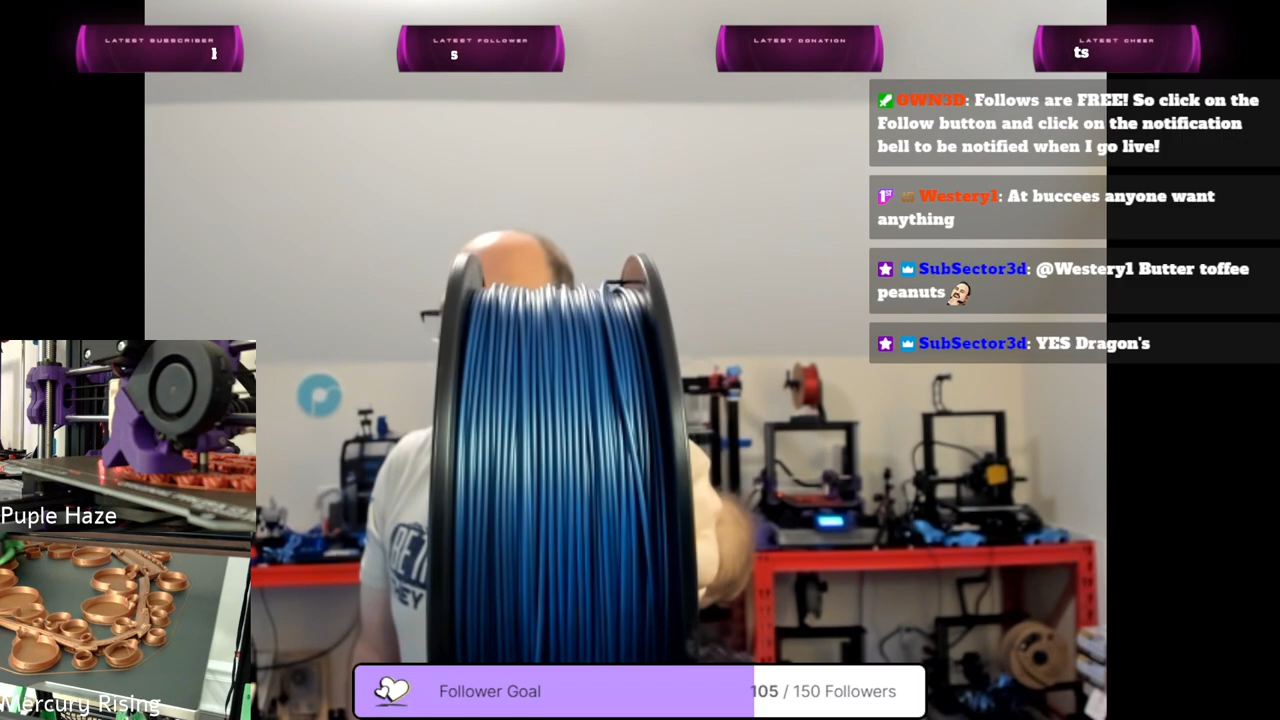 LATEST SUBSCRIBER
LATEST FOLLOWER
s
LATEST DONATION
LATEST CHEER
ts
OWN3D: Follows are FREE! So click on the
Follow button and click on the notification
bell to be notified when I go live!
Westery1: At buccees anyone want
anything
SubSector3d: @Westery1 Butter toffee
peanuts
SubSector3d: YES Dragon's
Puple Haze
Mercury Rising
Follower Goal
105 / 150 Followers